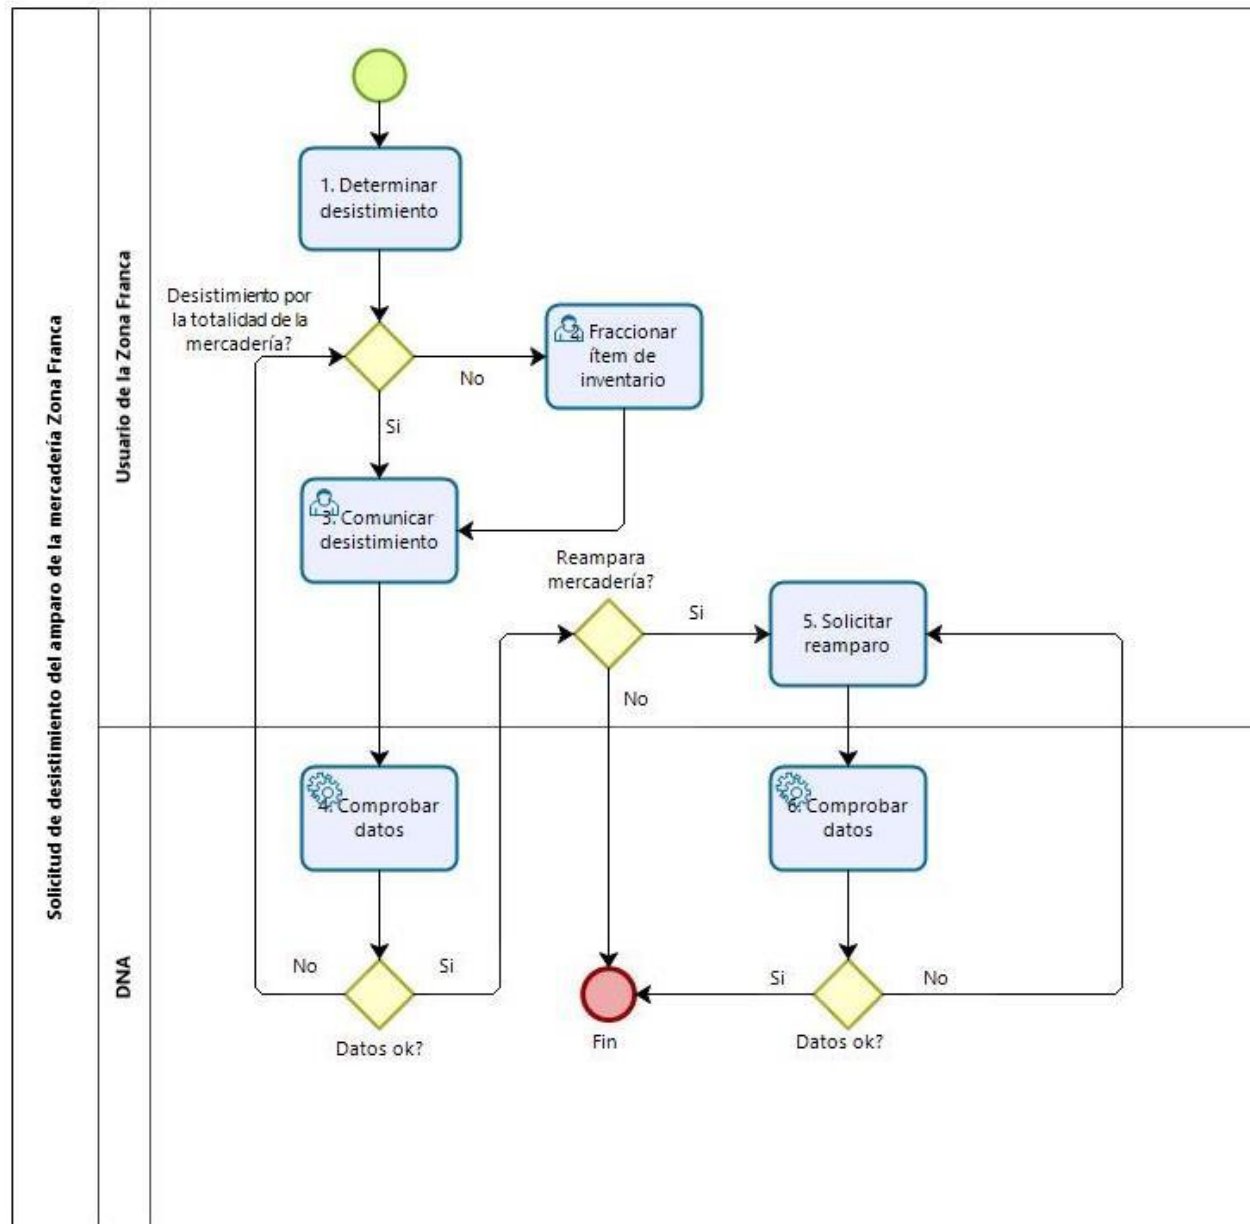 Solicitud de desistimiento del amparo de la mercadería Zona Franca
Usuario de la Zona Franca
1. Determinar
desistimiento
Desistimiento por
la totalidad de la
mercadería?
No
Si
2. Fraccionar
ítem de
inventario
3. Comunicar
desistimiento
Reampara
mercadería?
Si
No
5. Solicitar
reamparo
DNA
4. Comprobar
datos
No
Si
Datos ok?
6. Comprobar
datos
Si
No
Fin
Datos ok?